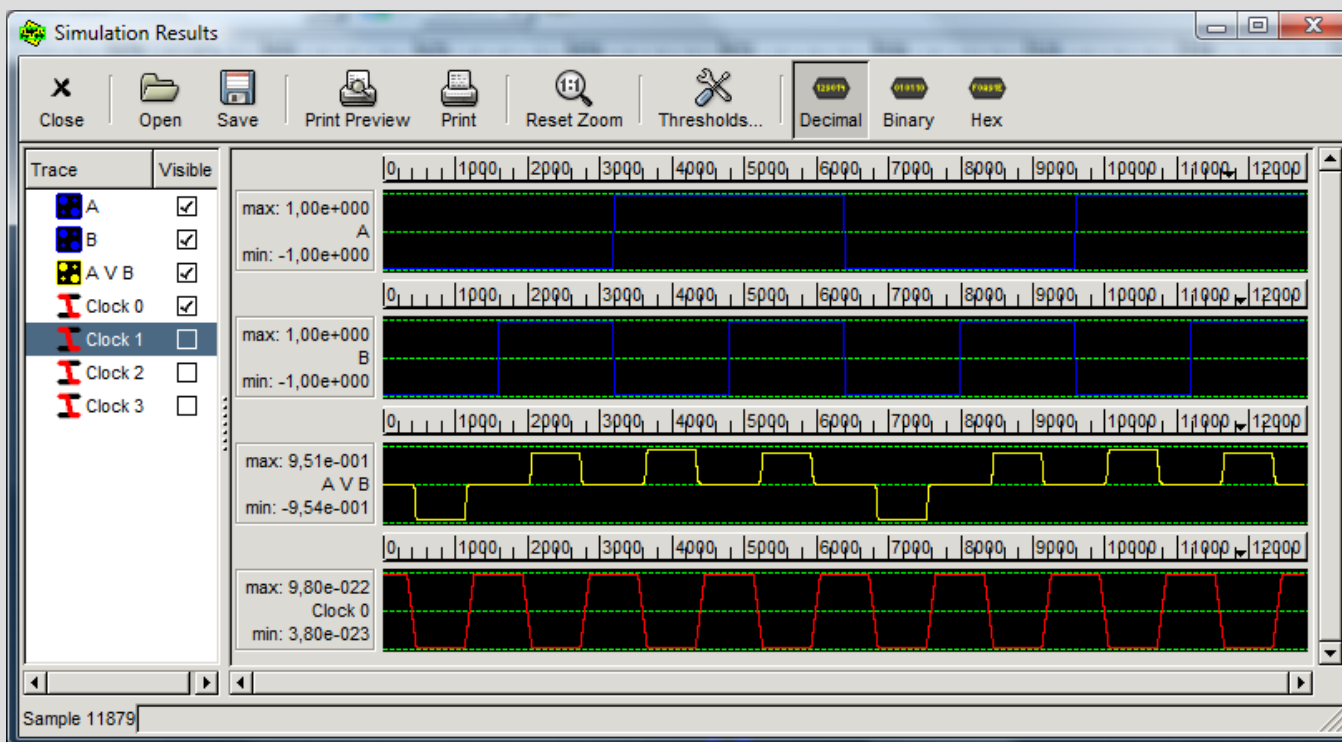 Simulation Results
Close Open Save Print Preview Print Reset Zoom Thresholds... Decimal Binary Hex
Trace Visible
A
B
A V B
Clock 0
Clock 1
Clock 2
Clock 3
0 1000 2000 3000 4000 5000 6000 7000 8000 9000 10000 11000 12000
max: 1,00e+000
A
min: -1,00e+000
0 1000 2000 3000 4000 5000 6000 7000 8000 9000 10000 11000 12000
max: 1,00e+000
B
min: -1,00e+000
0 1000 2000 3000 4000 5000 6000 7000 8000 9000 10000 11000 12000
max: 9,51e-001
A V B
min: -9,54e-001
0 1000 2000 3000 4000 5000 6000 7000 8000 9000 10000 11000 12000
max: 9,80e-022
Clock 0
min: 3,80e-023
Sample 11879